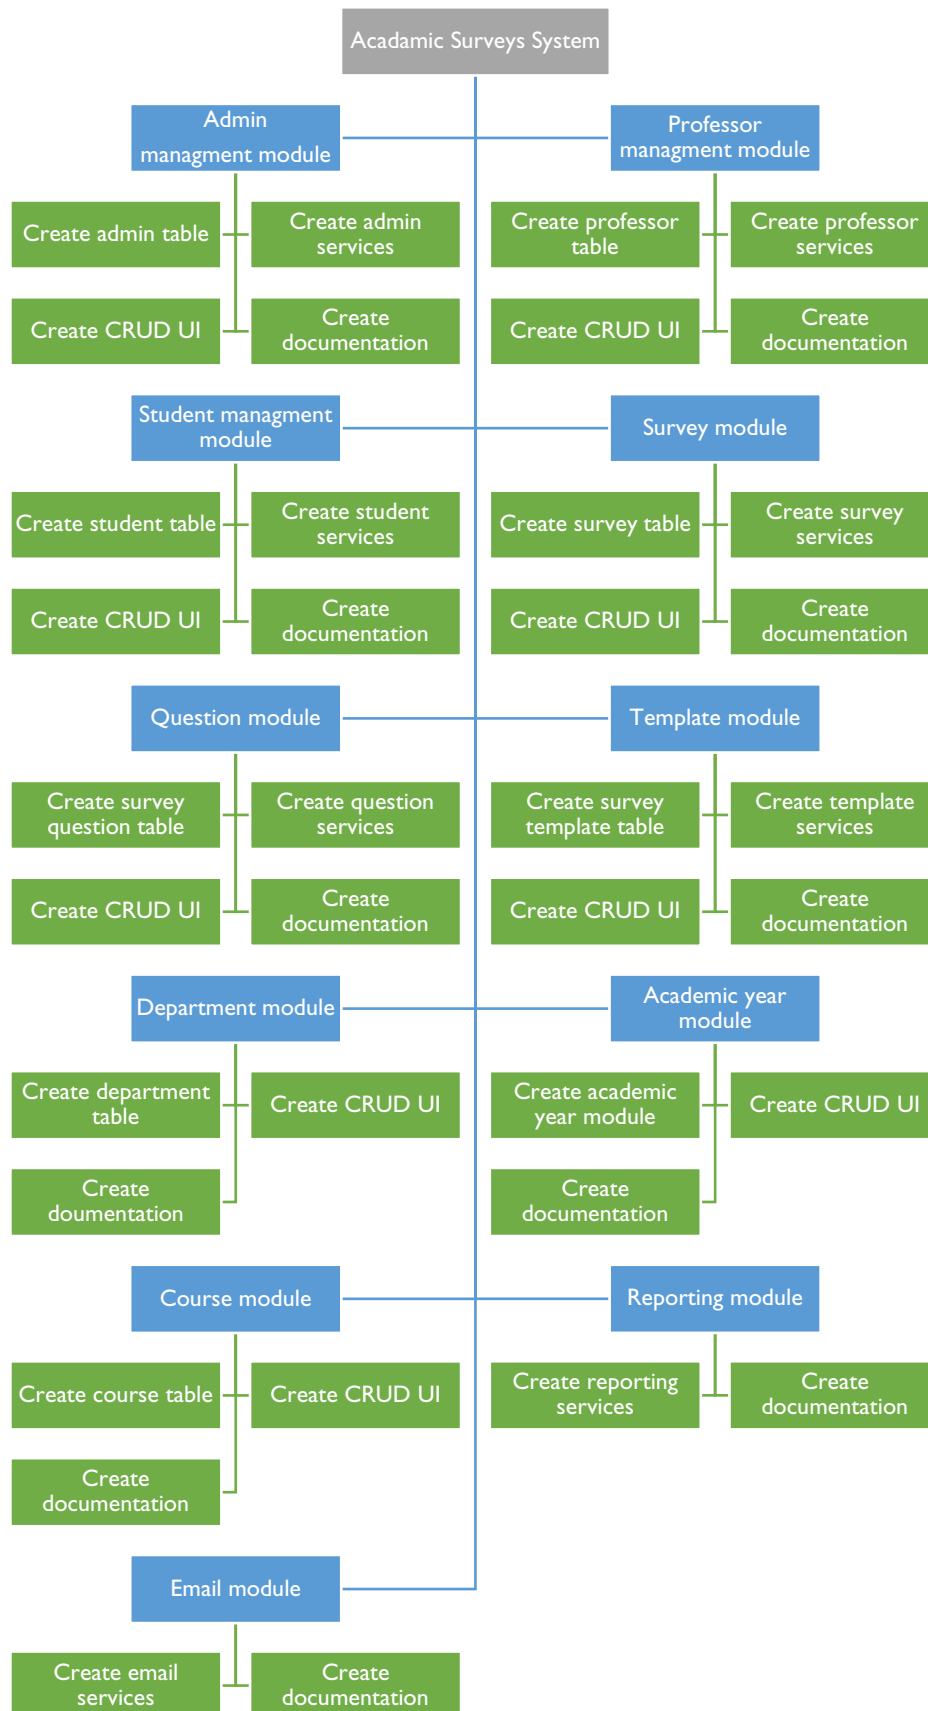 Acadamic Surveys System
Admin
managment module
Professor
managment module
Create admin table
Create admin
services
Create professor
table
Create professor
services
Create CRUD UI
Create
documentation
Create CRUD UI
Create
documentation
Student managment
module
Survey module
Create student table
Create student
services
Create survey table
Create survey
services
Create CRUD UI
Create
documentation
Create CRUD UI
Create
documentation
Question module
Template module
Create survey
question table
Create question
services
Create survey
template table
Create template
services
Create CRUD UI
Create
documentation
Create CRUD UI
Create
documentation
Department module
Academic year
module
Create department
table
Create CRUD UI
Create academic
year module
Create CRUD UI
Create
doumentation
Create
documentation
Course module
Reporting module
Create course table
Create CRUD UI
Create reporting
services
Create
documentation
Create
documentation
Email module
Create email
services
Create
documentation